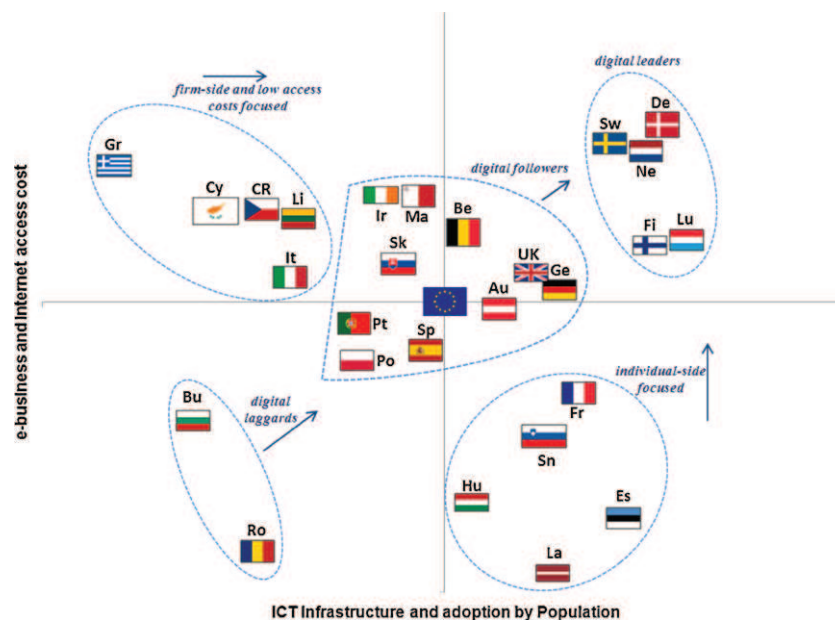 digital leaders
firm-side and low access
costs focused
De
Sw
Gr
Ne
digital followers
Cy
CR
Li
Ir
Ma
Be
Fi
Lu
It
Sk
UK
Ge
Au
Pt
Sp
Po
individual-side
focused
Bu
digital
laggards
Fr
Sn
Hu
Es
Ro
La
e-business and Internet access cost
ICT Infrastructure and adoption by Population